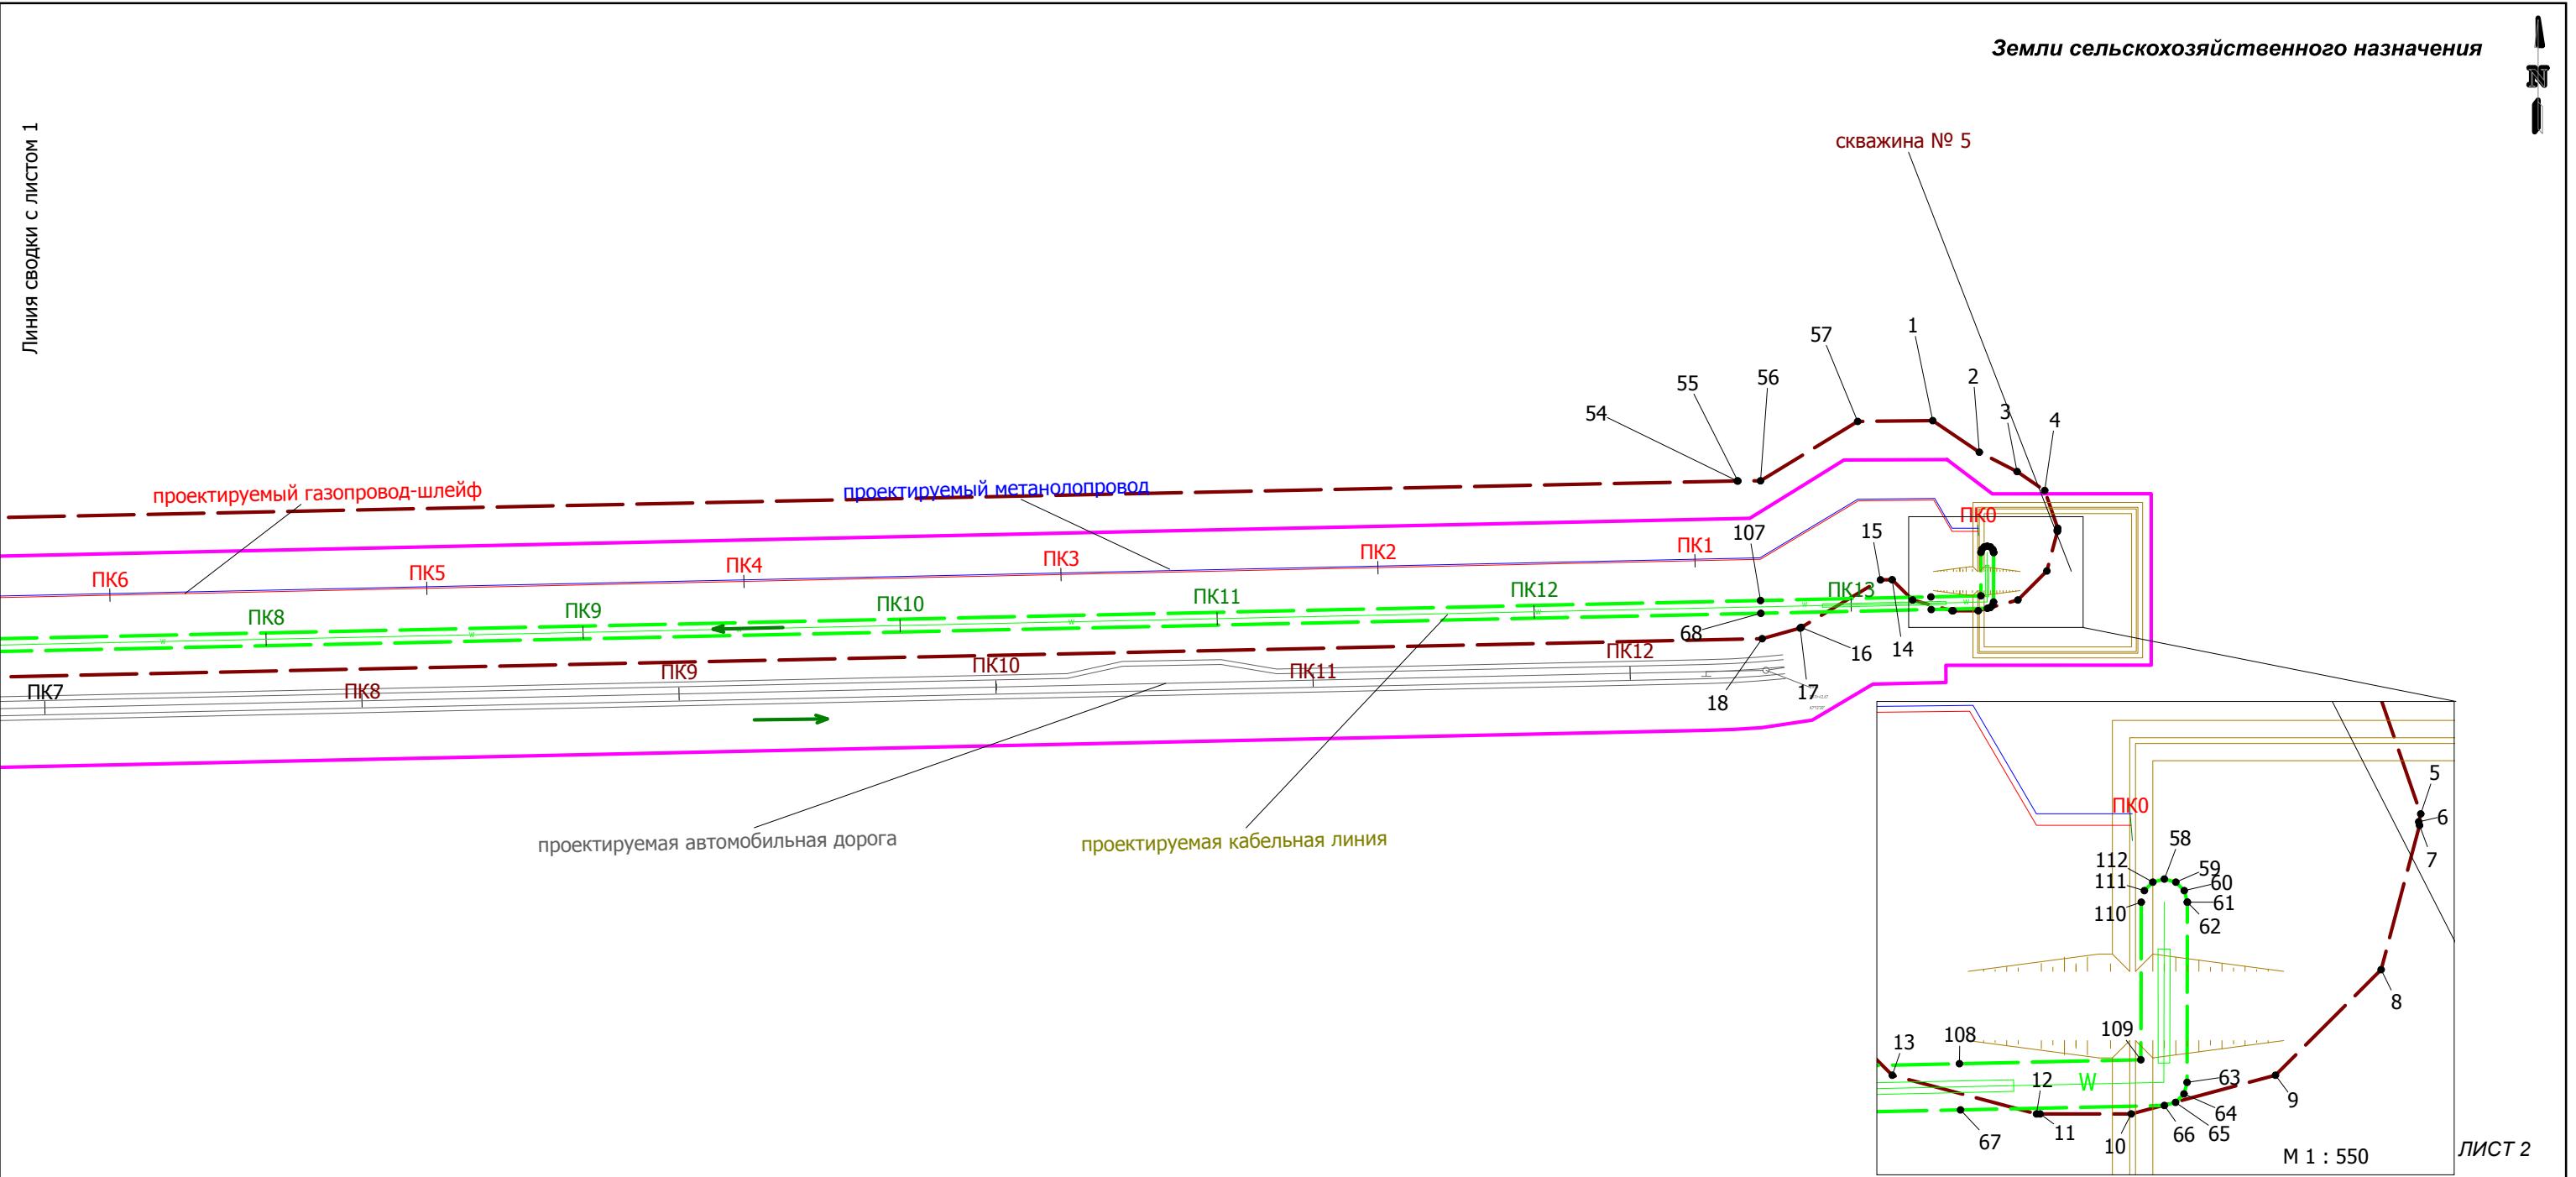 Земли сельскохозяйственного назначения
N
Линия сводки с листом 1
скважина № 5
57
1
2
3
4
54
55
56
проектируемый газопровод-шлейф
проектируемый метанолопровод
107
15
ПК0
ПК6
ПК5
ПК4
ПК3
ПК2
ПК1
ПК8
ПК9
ПК10
ПК11
ПК12
ПК13
W
W
W
W
W
W
W
68
16
14
17
18
ПК7
ПК8
ПК9
ПК10
ПК11
ПК12
проектируемая автомобильная дорога
проектируемая кабельная линия
ПК0
5
6
7
58
59
60
61
62
112
111
110
8
109
108
13
12
W
63
64
65
66
9
10
11
67
М 1 : 550
ЛИСТ 2